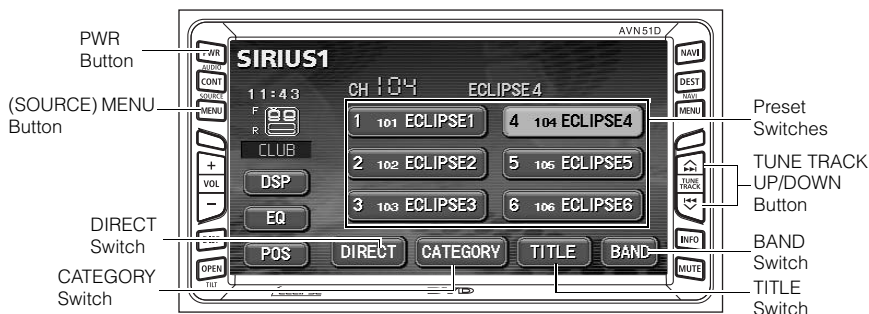 AVN51D
PWR
Button
(SOURCE) MENU
Button
DIRECT
Switch
CATEGORY
Switch
PWR
AUDIO
CONT
SOURCE
MENU
+
VOL
−
OPEN
TILT
SIRIUS1
11:43
CH 104 ECLIPSE 4
F
R
CLUB
DSP
EQ
POS
1 101 ECLIPSE1
4 104 ECLIPSE4
2 102 ECLIPSE2
5 105 ECLIPSE5
3 103 ECLIPSE3
6 106 ECLIPSE6
DIRECT
CATEGORY
TITLE
BAND
NAVI
DEST
NAVI
MENU
TUNE
TRACK
INFO
MUTE
Preset
Switches
TUNE TRACK
UP/DOWN
Button
BAND
Switch
TITLE
Switch